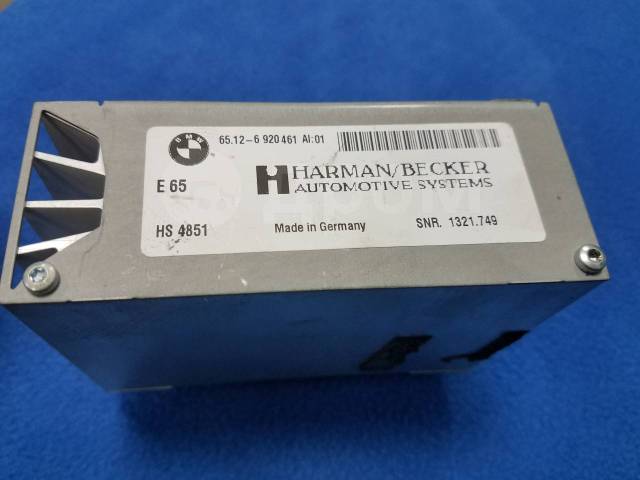 BMW
65.12-6 920 461 AI:01
E 65
HARMAN/BECKER
AUTOMOTIVE SYSTEMS
HS 4851
Made in Germany
SNR. 1321.749